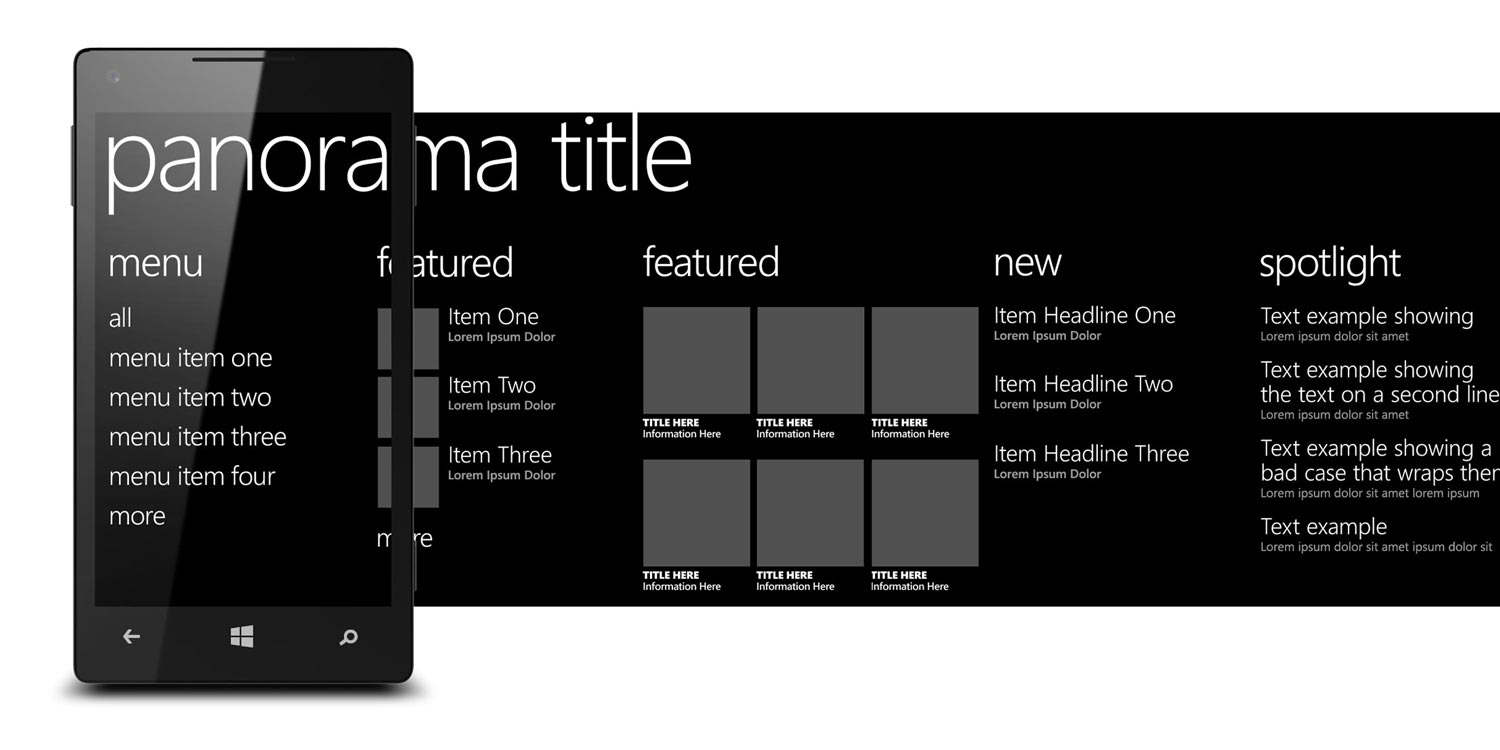 panorama title
menu
all
menu item one
menu item two
menu item three
menu item four
more
featured
Item One
Lorem Ipsum Dolor
Item Two
Lorem Ipsum Dolor
Item Three
Lorem Ipsum Dolor
more
featured
TITLE HERE
Information Here
TITLE HERE
Information Here
TITLE HERE
Information Here
TITLE HERE
Information Here
TITLE HERE
Information Here
TITLE HERE
Information Here
new
Item Headline One
Lorem Ipsum Dolor
Item Headline Two
Lorem Ipsum Dolor
Item Headline Three
Lorem Ipsum Dolor
spotlight
Text example showing
Lorem ipsum dolor sit amet
Text example showing
the text on a second line
Lorem ipsum dolor sit amet
Text example showing a
bad case that wraps
Lorem ipsum dolor sit amet lorem ipsum
Text example
Lorem ipsum dolor sit amet ipsum dolor sit